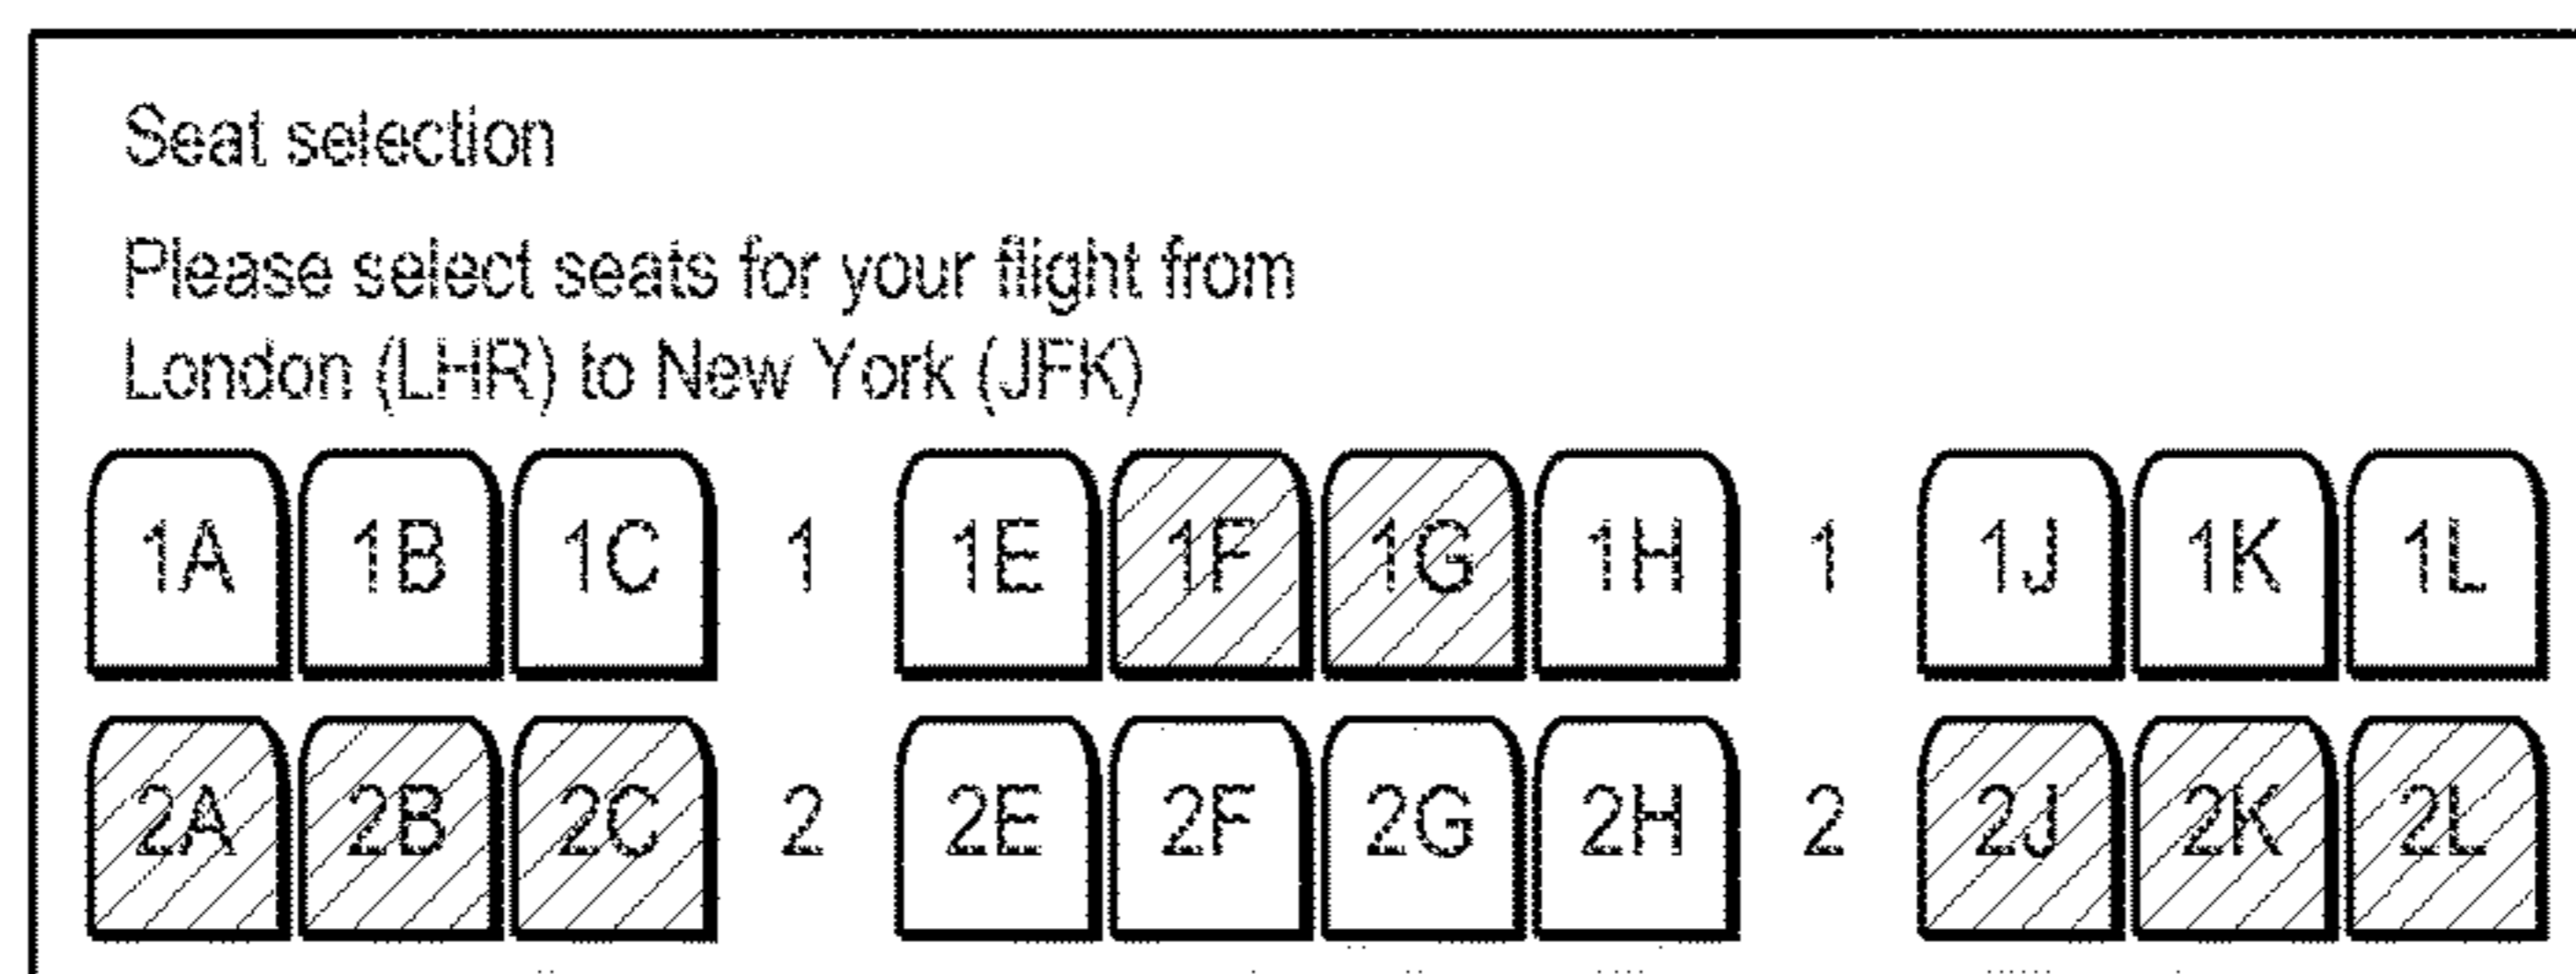 Seat selection
Please select seats for your flight from
London (LHR) to New York (JFK)
1A 1B 1C 1 1E 1F 1G 1H 1 1J 1K 1L
2A 2B 2C 2 2E 2F 2G 2H 2 2J 2K 2L